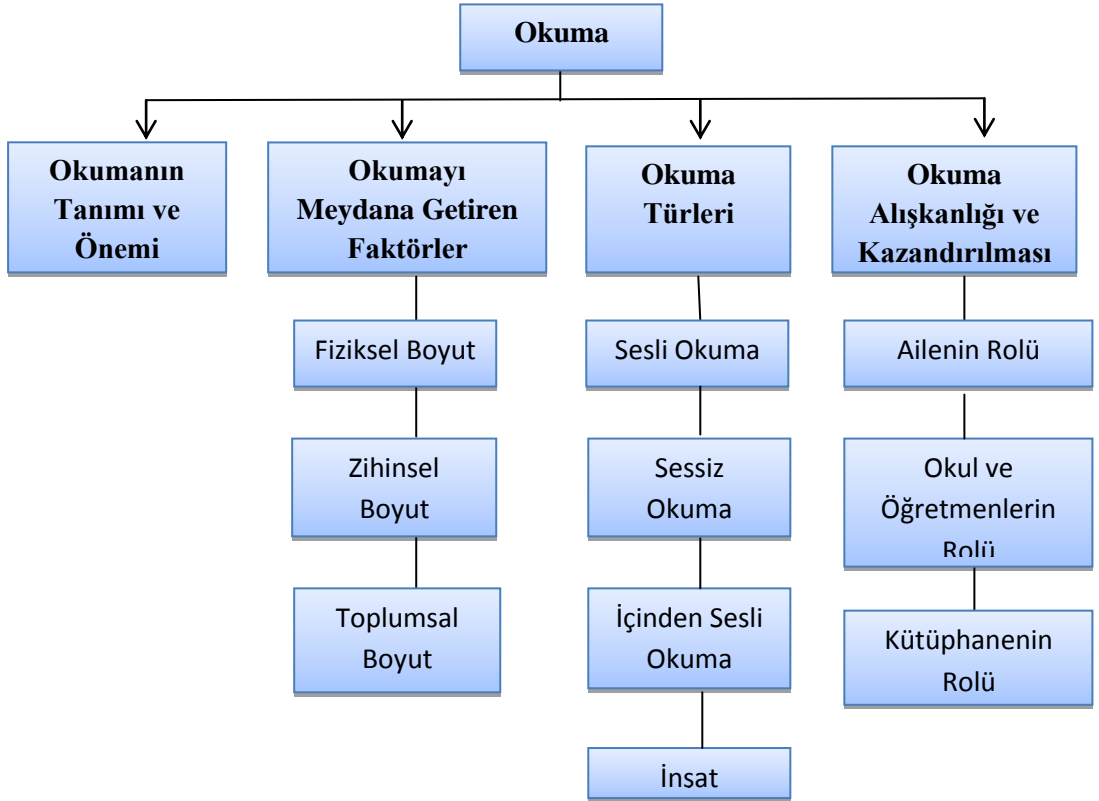 Okuma
Okumanın
Tanımı ve
Önemi
Okumayı
Meydana Getiren
Faktörler
Fiziksel Boyut
Zihinsel
Boyut
Toplumsal
Boyut
Okuma
Türleri
Sesli Okuma
Sessiz
Okuma
İçinden Sesli
Okuma
İnsat
Okuma
Alışkanlığı ve
Kazandırılması
Ailenin Rolü
Okul ve
Öğretmenlerin
Rolü
Kütüphanenin
Rolü